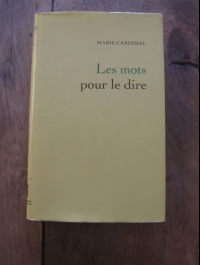 MARIE CARDINAL
Les mots
pour le dire